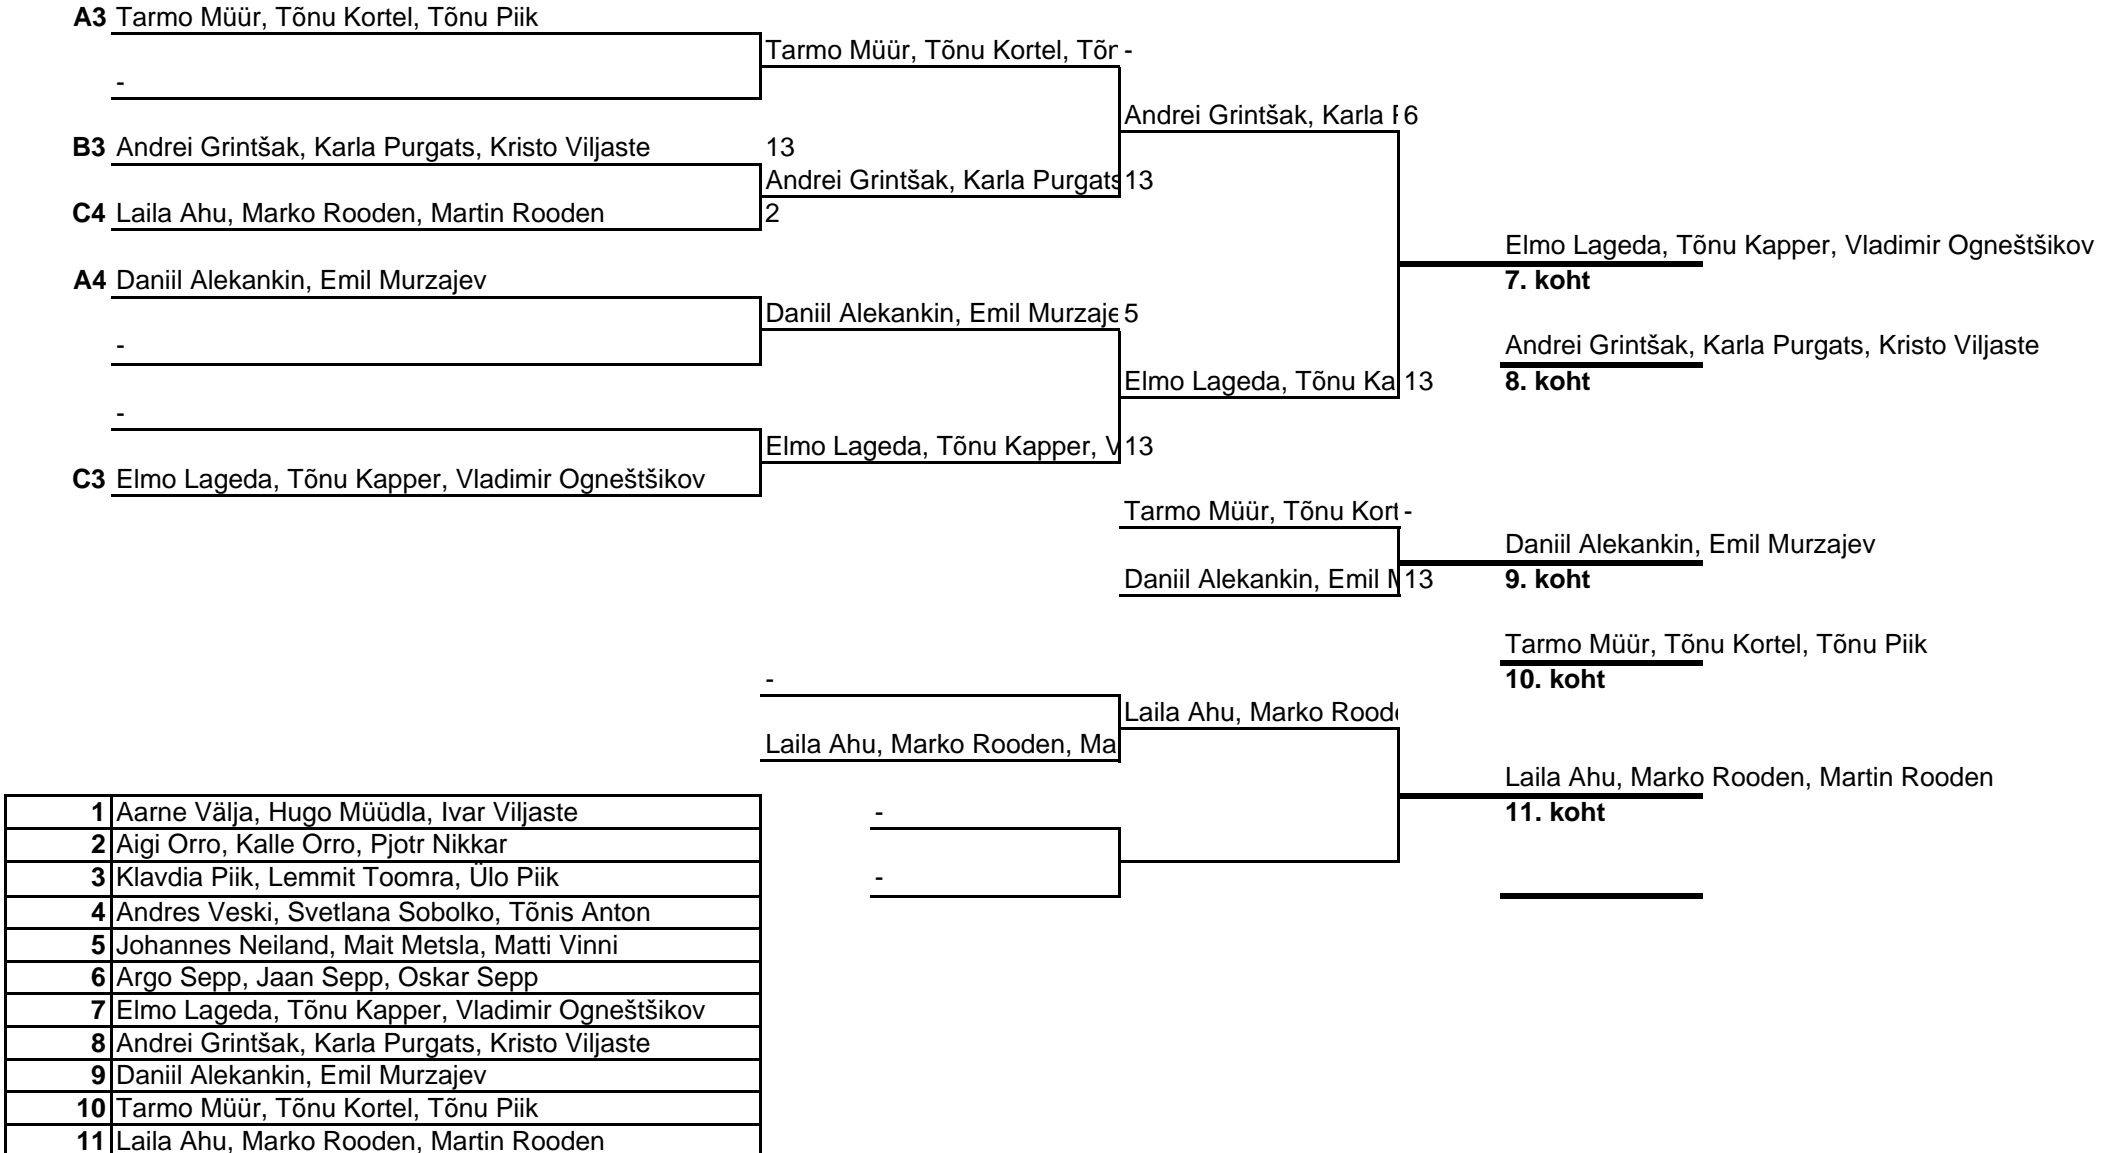 A3 Tarmo Müür, Tõnu Kortel, Tõnu Piik
Tarmo Müür, Tõnu Kortel, Tõn -
-
Andrei Grintšak, Karla P 6
B3 Andrei Grintšak, Karla Purgats, Kristo Viljaste 13
Andrei Grintšak, Karla Purgats 13
C4 Laila Ahu, Marko Rooden, Martin Rooden 2
Elmo Lageda, Tõnu Kapper, Vladimir Ogneštšikov
A4 Daniil Alekankin, Emil Murzajev 7. koht
Daniil Alekankin, Emil Murzaje 5
- Andrei Grintšak, Karla Purgats, Kristo Viljaste
Elmo Lageda, Tõnu Ka 13 8. koht
-
Elmo Lageda, Tõnu Kapper, V 13
C3 Elmo Lageda, Tõnu Kapper, Vladimir Ogneštšikov
Tarmo Müür, Tõnu Kort -
Daniil Alekankin, Emil Murzajev
Daniil Alekankin, Emil M 13 9. koht
Tarmo Müür, Tõnu Kortel, Tõnu Piik
- 10. koht
Laila Ahu, Marko Roode
Laila Ahu, Marko Rooden, Ma
Laila Ahu, Marko Rooden, Martin Rooden
1 Aarne Välja, Hugo Müüdla, Ivar Viljaste - 11. koht
2 Aigi Orro, Kalle Orro, Pjotr Nikkar
3 Klavdia Piik, Lemmit Toomra, Ülo Piik -
4 Andres Veski, Svetlana Sobolko, Tõnis Anton
5 Johannes Neiland, Mait Metsla, Matti Vinni
6 Argo Sepp, Jaan Sepp, Oskar Sepp
7 Elmo Lageda, Tõnu Kapper, Vladimir Ogneštšikov
8 Andrei Grintšak, Karla Purgats, Kristo Viljaste
9 Daniil Alekankin, Emil Murzajev
10 Tarmo Müür, Tõnu Kortel, Tõnu Piik
11 Laila Ahu, Marko Rooden, Martin Rooden